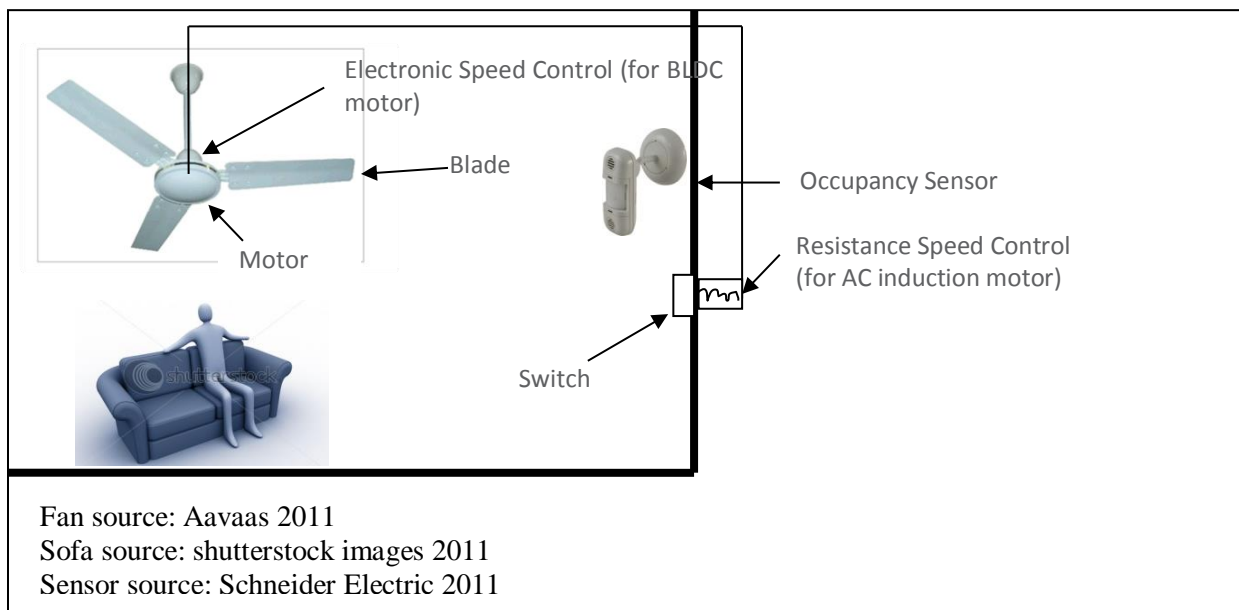 Electronic Speed Control (for BLDC
motor)
Blade
Motor
Occupancy Sensor
Resistance Speed Control
(for AC induction motor)
Switch
shutterstock
Fan source: Aavaas 2011
Sofa source: shutterstock images 2011
Sensor source: Schneider Electric 2011